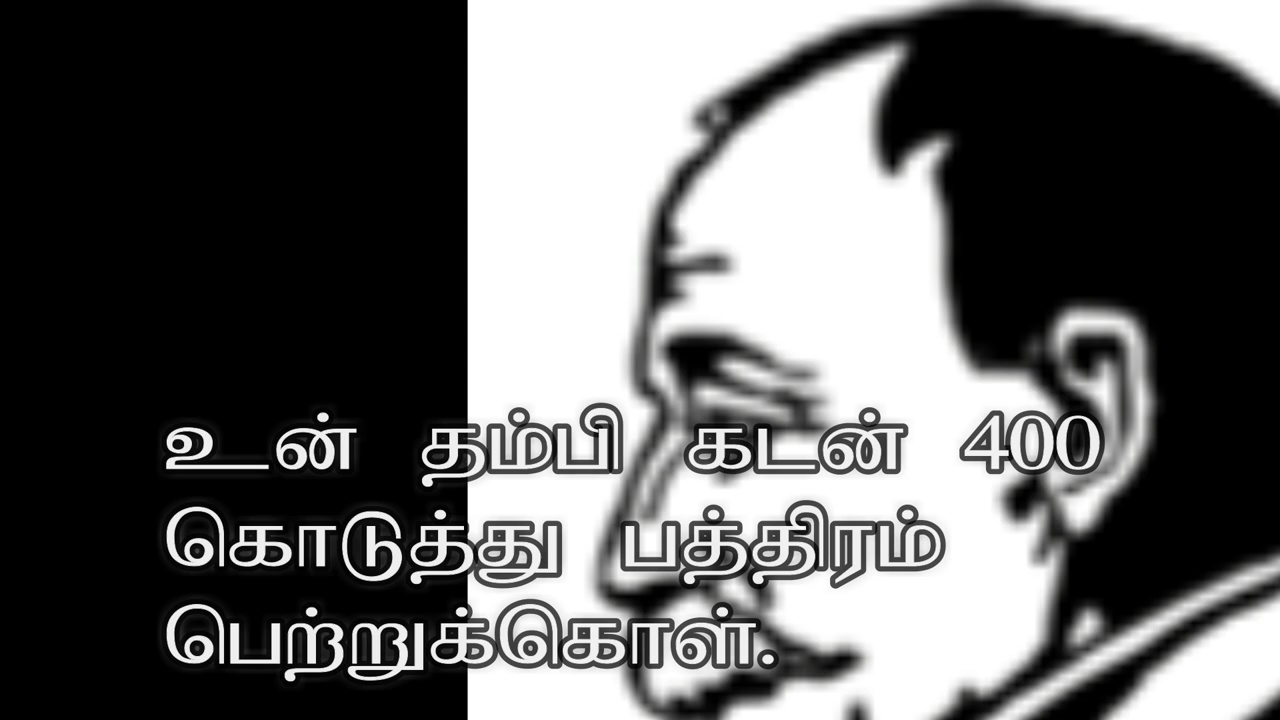 உன் தம்பி கடன் 400
கொடுத்து பத்திரம்
பெற்றுக்கொள்.